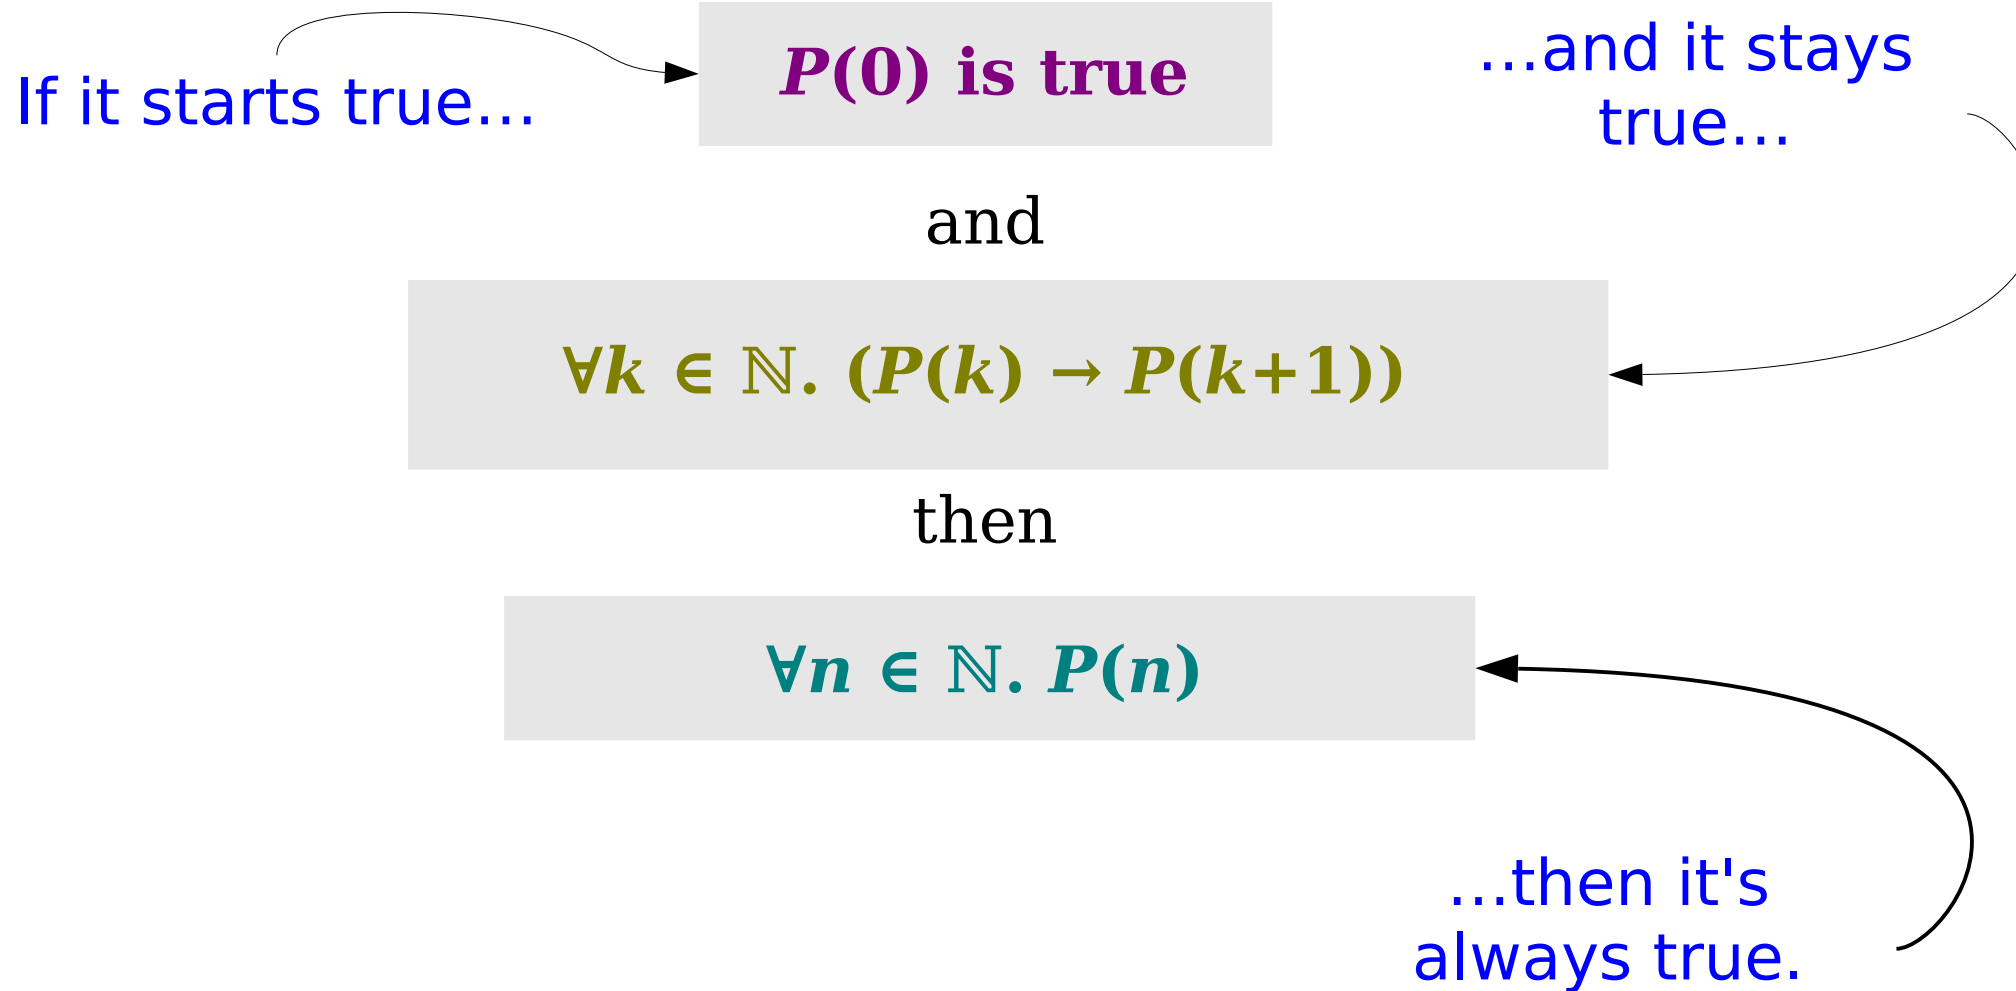 If it starts true…
P(0) is true
…and it stays
true…
and
∀k ∈ ℕ. (P(k) → P(k+1))
then
∀n ∈ ℕ. P(n)
…then it's
always true.